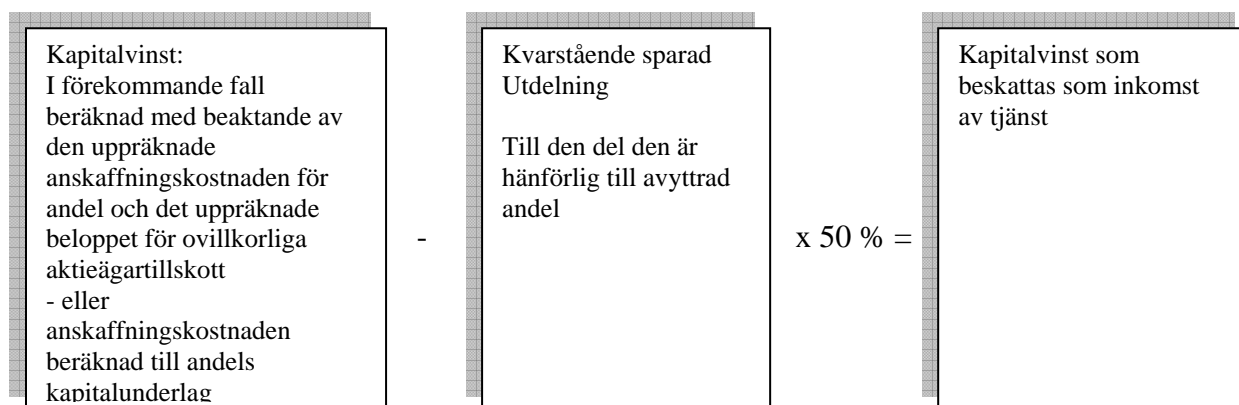 Kapitalvinst:
I förekommande fall
beräknad med beaktande av
den uppräknade
anskaffningskostnaden för
andel och det uppräknade
beloppet för ovillkorliga
aktieägartillskott
- eller
anskaffningskostnaden
beräknad till andels
kapitalunderlag
-
Kvarstående sparad
Utdelning
Till den del den är
hänförlig till avyttrad
andel
x 50 % =
Kapitalvinst som
beskattas som inkomst
av tjänst